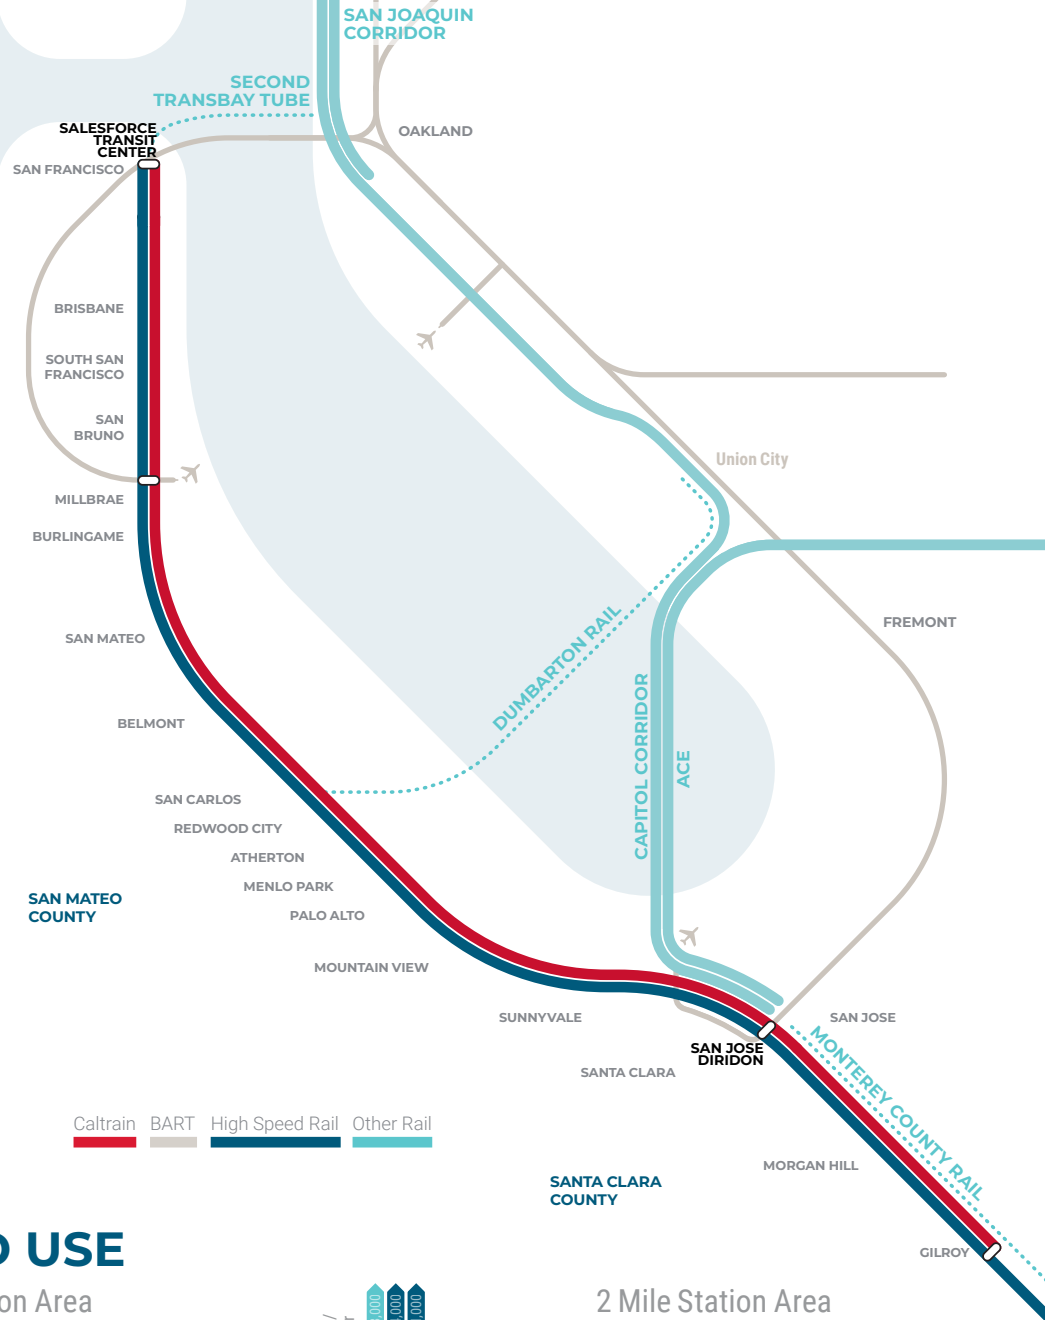 SAN JOAQUIN
CORRIDOR
SECOND
TRANSBAY TUBE
SALESFORCE
TRANSIT
CENTER
OAKLAND
SAN FRANCISCO
BRISBANE
SOUTH SAN
FRANCISCO
SAN
BRUNO
Union City
MILLBRAE
BURLINGAME
FREMONT
SAN MATEO
DUMBARTON RAIL
BELMONT
CAPITOL CORRIDOR
ACE
SAN CARLOS
REDWOOD CITY
ATHERTON
MENLO PARK
SAN MATEO
COUNTY
PALO ALTO
MOUNTAIN VIEW
SUNNYVALE
SAN JOSE
SAN JOSE
DIRIDON
SANTA CLARA
MONTEREY COUNTY RAIL
Caltrain
BART
High Speed Rail
Other Rail
MORGAN HILL
SANTA CLARA
COUNTY
GILROY
USE
on Area
2 Mile Station Area